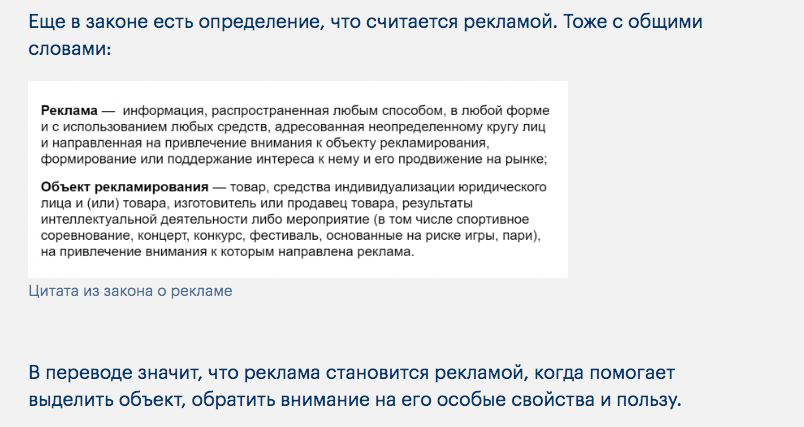 Еще в законе есть определение, что считается рекламой. Тоже с общими
словами:
Реклама — информация, распространенная любым способом, в любой форме
и с использованием любых средств, адресованная неопределенному кругу лиц
и направленная на привлечение внимания к объекту рекламирования,
формирование или поддержание интереса к нему и его продвижение на рынке;
Объект рекламирования — товар, средства индивидуализации юридического
лица и (или) товара, изготовитель или продавец товара, результаты
интеллектуальной деятельности либо мероприятие (в том числе спортивное
соревнование, концерт, конкурс, фестиваль, основанные на риске игры, пари),
на привлечение внимания к которым направлена реклама.
Цитата из закона о рекламе
В переводе значит, что реклама становится рекламой, когда помогает
выделить объект, обратить внимание на его особые свойства и пользу.